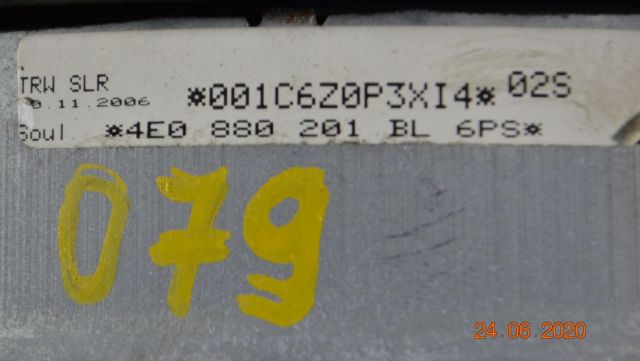 TRW SLR
0.11.2006 *001C6Z0P3XI4* 02S
Soul *4E0 880 201 BL 6PS*
079
24 06 2020